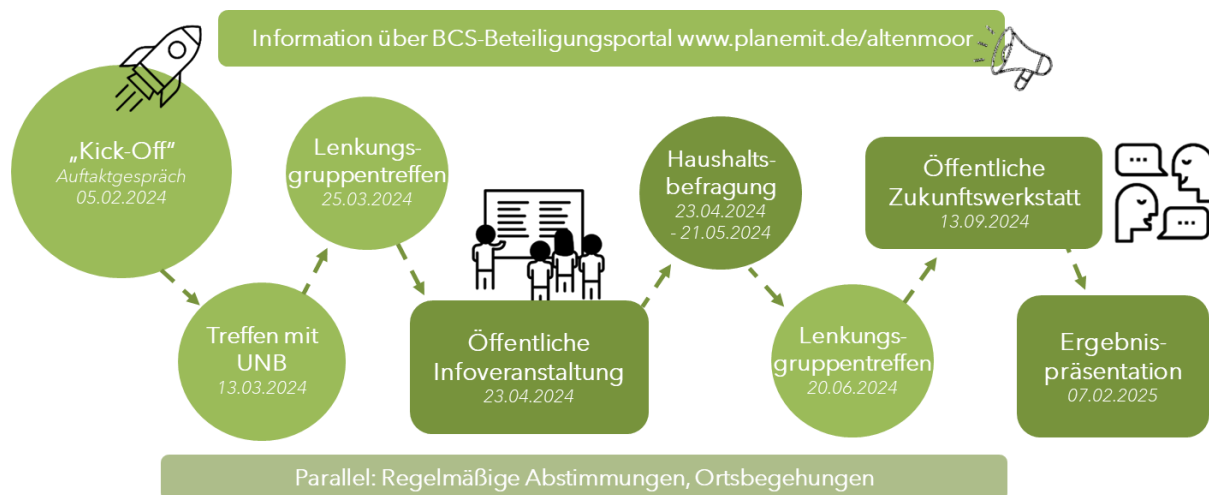 Information über BCS-Beteiligungsportal www.planemit.de/altenmoor
„Kick-Off“
Auftaktgespräch
05.02.2024
Treffen mit
UNB
13.03.2024
Lenkungs-
gruppentreffen
25.03.2024
Öffentliche
Infoveranstaltung
23.04.2024
Haushalts-
befragung
23.04.2024
- 21.05.2024
Lenkungs-
gruppentreffen
20.06.2024
Öffentliche
Zukunftswerkstatt
13.09.2024
Ergebnis-
präsentation
07.02.2025
Parallel: Regelmäßige Abstimmungen, Ortsbegehungen